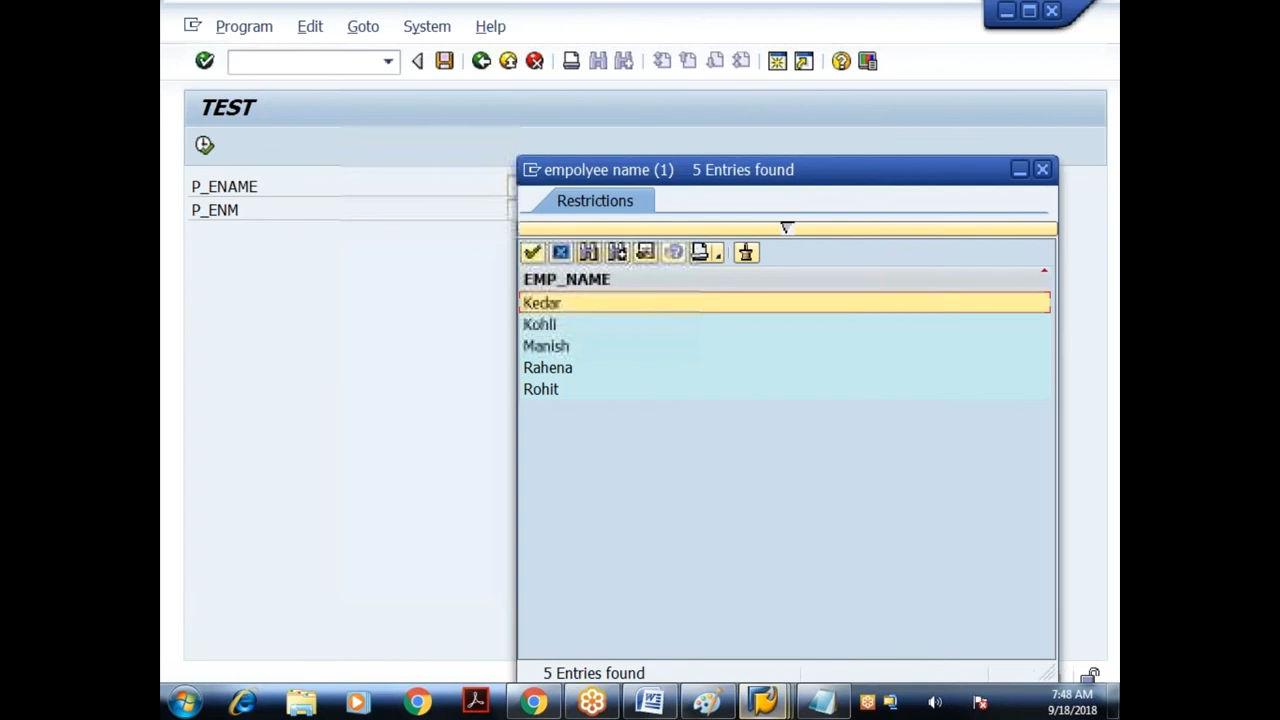 Program Edit Goto System Help
TEST
P_ENAME
P_ENM
empolyee name (1) 5 Entries found
Restrictions
EMP_NAME
Kedar
Kohli
Manish
Rahena
Rohit
5 Entries found
7:48 AM
9/18/2018